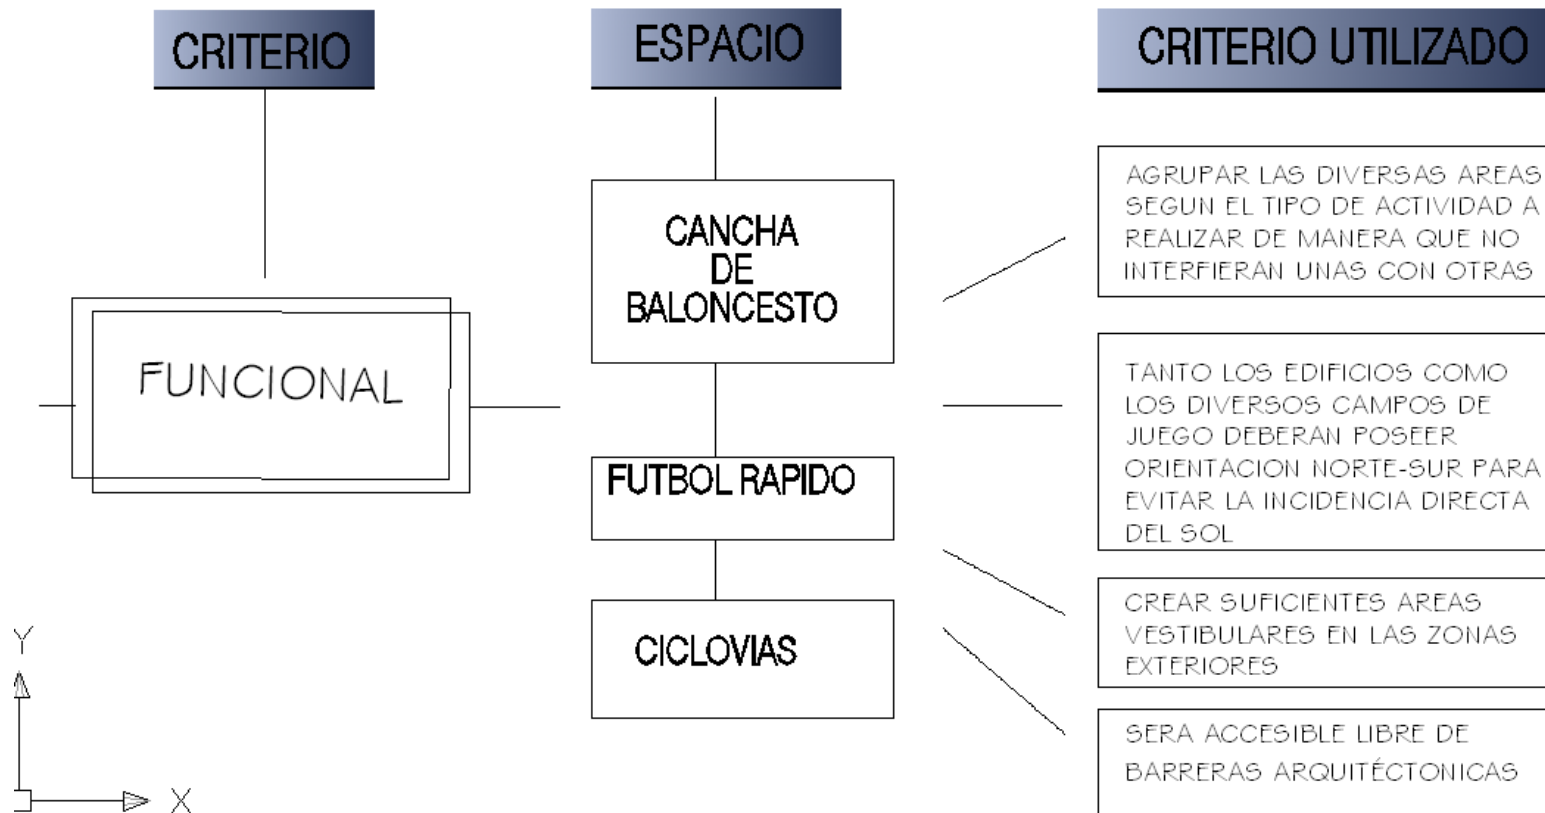 CRITERIO
FUNCIONAL
ESPACIO
CANCHA
DE
BALONCESTO
FUTBOL RAPIDO
CICLOVIAS
CRITERIO UTILIZADO
AGRUPAR LAS DIVERSAS AREAS
SEGUN EL TIPO DE ACTIVIDAD A
REALIZAR DE MANERA QUE NO
INTERFIERAN UNAS CON OTRAS
TANTO LOS EDIFICIOS COMO
LOS DIVERSOS CAMPOS DE
JUEGO DEBERAN POSEER
ORIENTACION NORTE-SUR PARA
EVITAR LA INCIDENCIA DIRECTA
DEL SOL
CREAR SUFICIENTES AREAS
VESTIBULARES EN LAS ZONAS
EXTERIORES
SERA ACCESIBLE LIBRE DE
BARRERAS ARQUITÉCTONICAS
Y
X